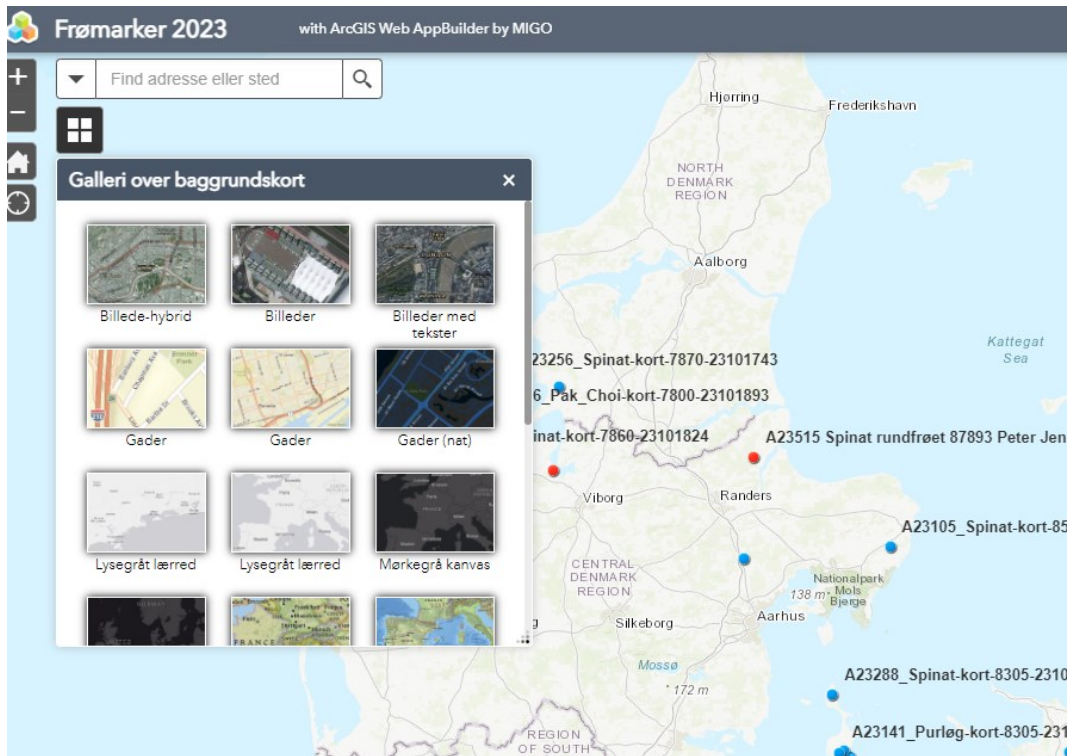 Frømarker 2023
with ArcGIS Web AppBuilder by MIGO
Find adresse eller sted
Galleri over baggrundskort
Billede-hybrid
Billeder
Billeder med
tekster
Gader
Gader
Gader (nat)
Lysegråt lærred
Lysegråt lærred
Mørkegrå kanvas
FRANCE
Hjørring
Frederikshavn
NORTH
DENMARK
REGION
Aalborg
Kattegat
Sea
23256_Spinat-kort-7870-23101743
6_Pak_Choi-kort-7800-23101893
inat-kort-7860-23101824
A23515 Spinat rundfrøet 87893 Peter Jen
Viborg
Randers
A23105_Spinat-kort-85
CENTRAL
DENMARK
REGION
Nationalpark
Mols
Bjerge
138 m
Silkeborg
Aarhus
Mossø
172 m
A23288_Spinat-kort-8305-2310
A23141_Purløg-kort-8305-231
REGION
OF SOUTH